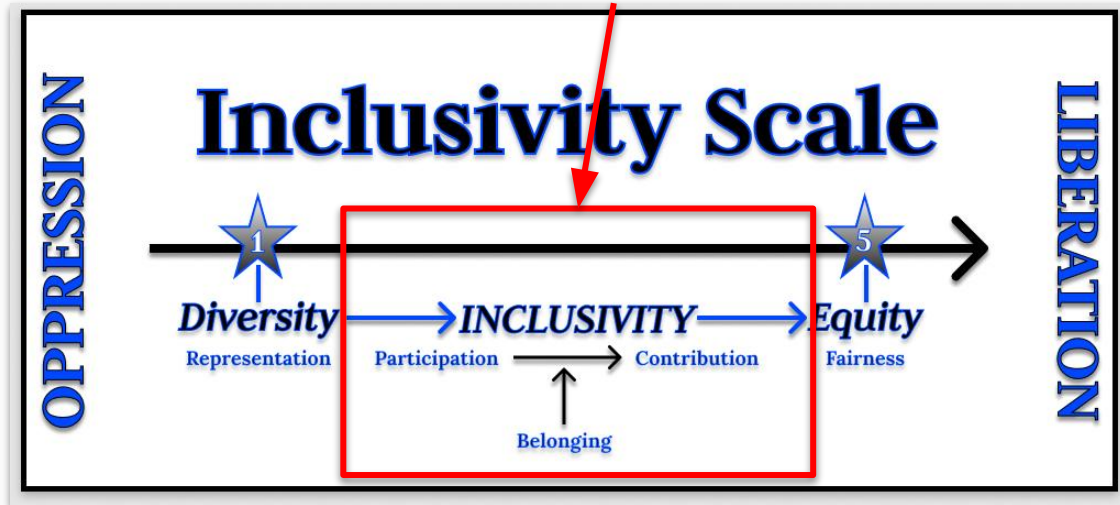 OPPRESSION
Inclusivity Scale
LIBERATION
1
5
Diversity
INCLUSIVITY
Equity
Representation
Participation
Contribution
Fairness
Belonging